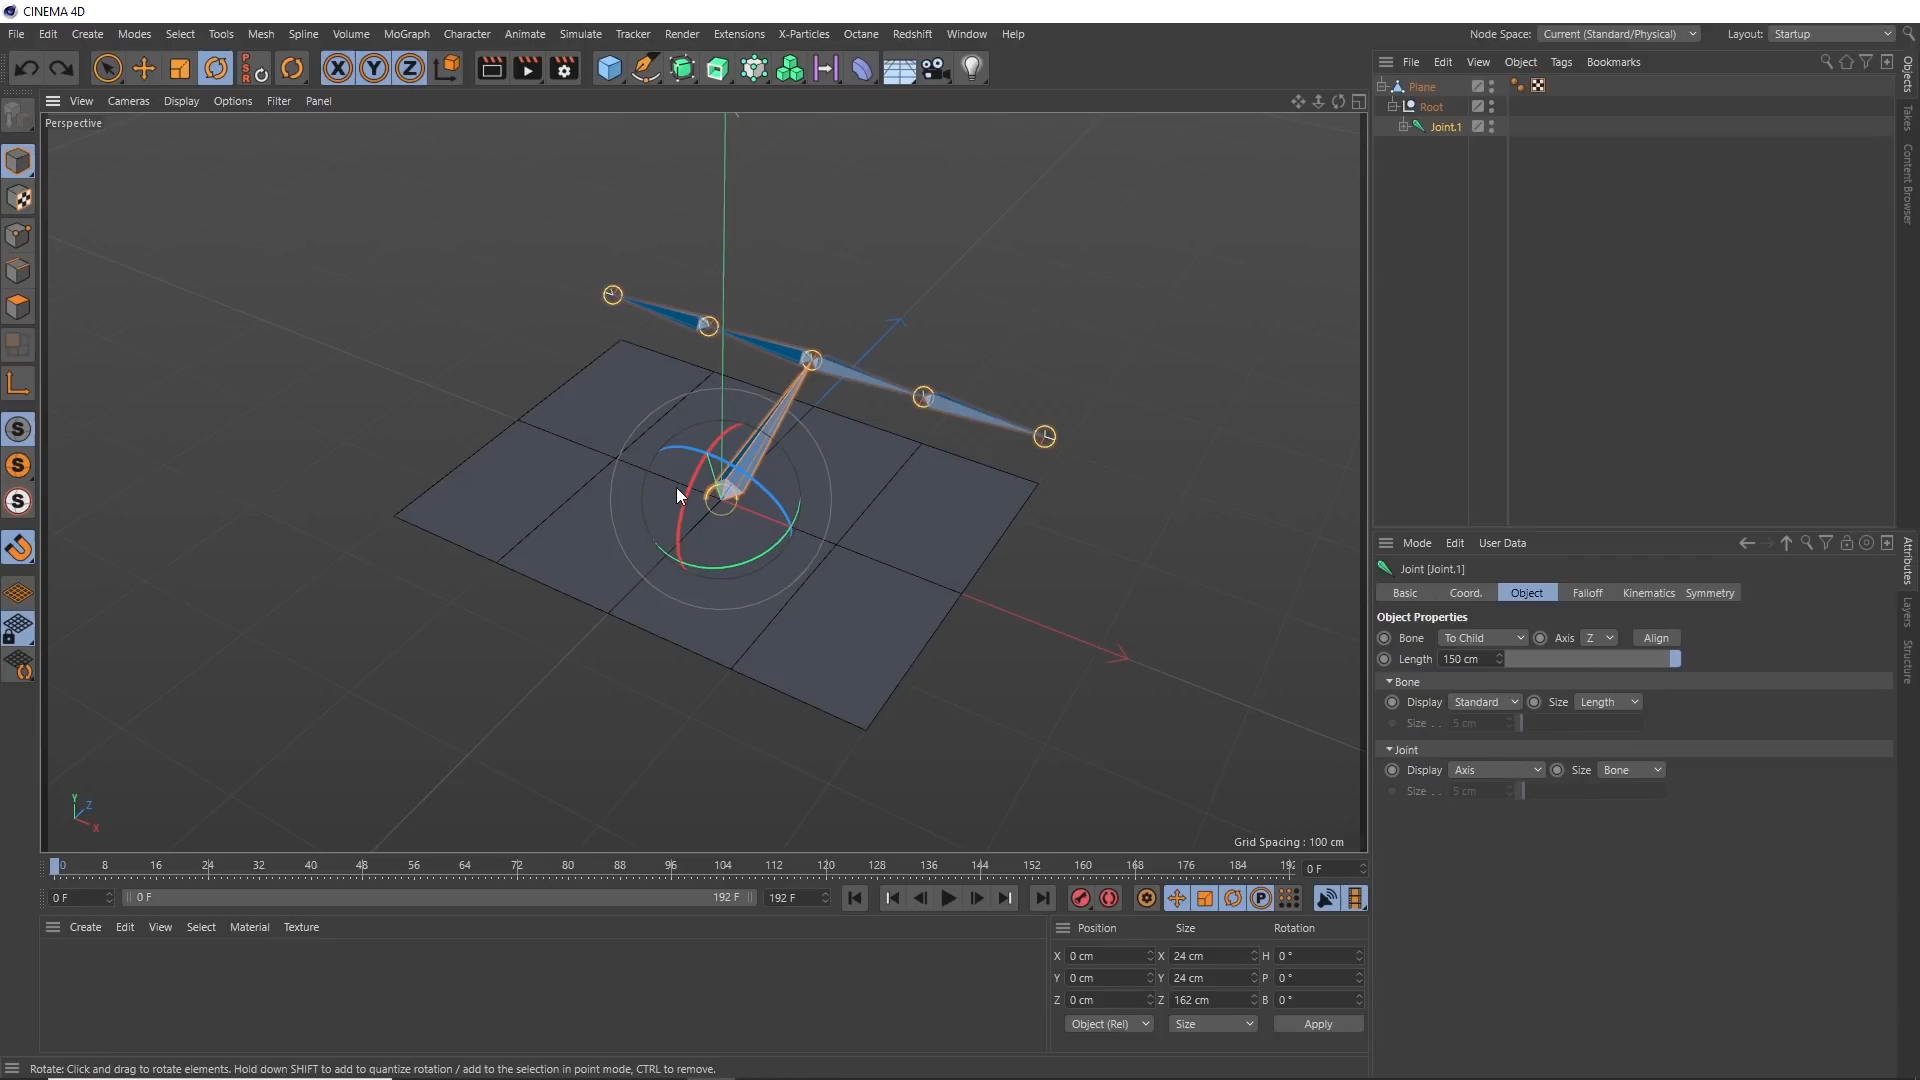 CINEMA 4D
File Edit Create Modes Select Tools Mesh Spline Volume MoGraph Character Animate Simulate Tracker Render Extensions X-Particles Octane Redshift Window Help
Node Space: Current (Standard/Physical) Layout: Startup
PSR X Y Z
File Edit View Object Tags Bookmarks
View Cameras Display Options Filter Panel
Perspective
Plane
Root
Joint.1
Objects
Takes
Content Browser
S
S
S
Y
Z
X
Grid Spacing : 100 cm
Mode Edit User Data
Joint [Joint.1]
Basic Coord. Object Falloff Kinematics Symmetry
Object Properties
Bone To Child Axis Z Align
Length 150 cm
Bone
Display Standard Size Length
Size . . 5 cm
Joint
Display Axis Size Bone
Size . . 5 cm
Attributes
Layers
Structure
0 8 16 24 32 40 48 56 64 72 80 88 96 104 112 120 128 136 144 152 160 168 176 184 192 0 F
0 F 0 F 192 F 192 F P
Create Edit View Select Material Texture
Position Size Rotation
X 0 cm X 24 cm H 0 °
Y 0 cm Y 24 cm P 0 °
Z 0 cm Z 162 cm B 0 °
Object (Rel) Size Apply
Rotate: Click and drag to rotate elements. Hold down SHIFT to add to quantize rotation / add to the selection in point mode, CTRL to remove.